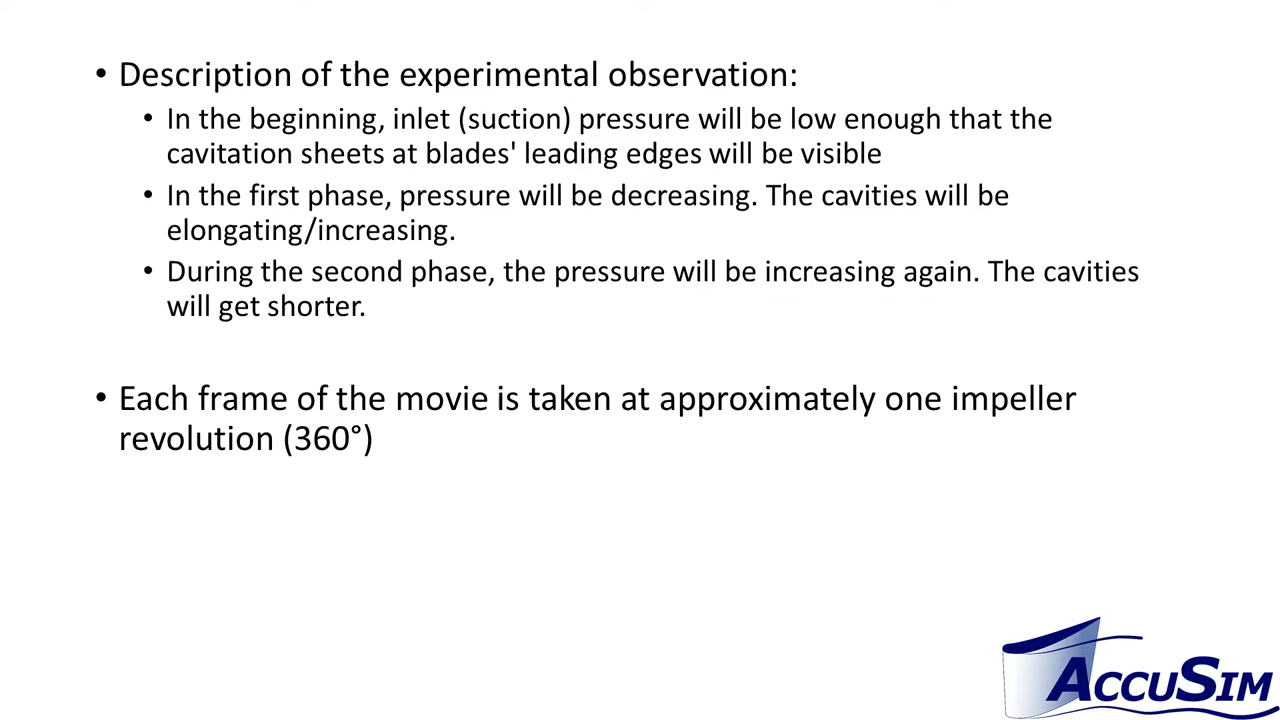 • Description of the experimental observation:
• In the beginning, inlet (suction) pressure will be low enough that the
cavitation sheets at blades' leading edges will be visible
• In the first phase, pressure will be decreasing. The cavities will be
elongating/increasing.
• During the second phase, the pressure will be increasing again. The cavities
will get shorter.
• Each frame of the movie is taken at approximately one impeller
revolution (360°)
ACCUSIM